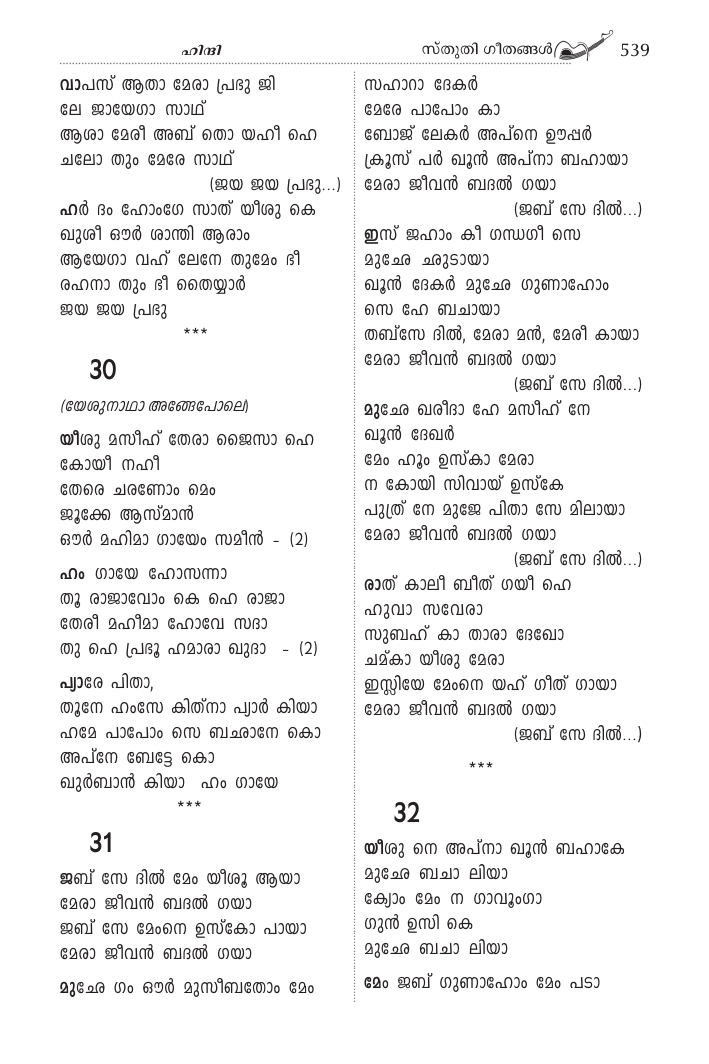 ഹിന്ദി
സ്തുതി ഗീതങ്ങൾ 539
വാപസ് ആതാ മേരാ പ്രഭു ജി
ലേ ജായേഗാ സാഥ്
ആശാ മേരീ അബ് തൊ യഹീ ഹെ
ചലോ തും മേരേ സാഥ്
(ജയ ജയ പ്രഭു...)
ഹർ ദം ഹോംഗേ സാത് യീശു കെ
ഖുശീ ഔർ ശാന്തി ആരാം
ആയേഗാ വഹ് ലേനേ തുമേം ഭീ
രഹനാ തും ഭീ തൈയ്യാർ
ജയ ജയ പ്രഭു
***
30
(യേശുനാഥാ അങ്ങേപോലെ)
യീശു മസീഹ് തേരാ ജൈസാ ഹെ
കോയീ നഹീ
തേരെ ചരണോം മെം
ജൂക്കേ ആസ്മാൻ
ഔർ മഹിമാ ഗായേം സമീൻ - (2)
ഹം ഗായേ ഹോസന്നാ
തൂ രാജാവോം കെ ഹെ രാജാ
തേരീ മഹീമാ ഹോവേ സദാ
തു ഹെ പ്രഭൂ ഹമാരാ ഖുദാ - (2)
പ്യാരേ പിതാ,
തൂനേ ഹംസേ കിത്നാ പ്യാർ കിയാ
ഹമേ പാപോം സെ ബഛാനേ കൊ
അപ്നേ ബേട്ടേ കൊ
ഖുർബാൻ കിയാ ഹം ഗായേ
***
31
ജബ് സേ ദിൽ മേം യീശൂ ആയാ
മേരാ ജീവൻ ബദൽ ഗയാ
ജബ് സേ മേംനെ ഉസ്കോ പായാ
മേരാ ജീവൻ ബദൽ ഗയാ
മുഛേ ഗം ഔർ മുസീബതോം മേം
സഹാറാ ദേകർ
മേരേ പാപോം കാ
ബോജ് ലേകർ അപ്നെ ഊപ്പർ
ക്രൂസ് പർ ഖൂൻ അപ്നാ ബഹായാ
മേരാ ജീവൻ ബദൽ ഗയാ
(ജബ് സേ ദിൽ...)
ഇസ് ജഹാം കീ ഗന്ധഗീ സെ
മുഛേ ഛുടായാ
ഖൂൻ ദേകർ മുഛേ ഗുണാഹോം
സെ ഹേ ബചായാ
തബ്സേ ദിൽ, മേരാ മൻ, മേരീ കായാ
മേരാ ജീവൻ ബദൽ ഗയാ
(ജബ് സേ ദിൽ...)
മുഛേ ഖരീദാ ഹേ മസീഹ് നേ
ഖൂൻ ദേഖർ
മേം ഹൂം ഉസ്കാ മേരാ
ന കോയി സിവായ് ഉസ്കേ
പുത്ര് നേ മുജേ പിതാ സേ മിലായാ
മേരാ ജീവൻ ബദൽ ഗയാ
(ജബ് സേ ദിൽ...)
രാത് കാലീ ബീത് ഗയീ ഹെ
ഹുവാ സവേരാ
സുബഹ് കാ താരാ ദേഖോ
ചമ്കാ യീശു മേരാ
ഇസ്ലിയേ മേംനെ യഹ് ഗീത് ഗായാ
മേരാ ജീവൻ ബദൽ ഗയാ
(ജബ് സേ ദിൽ...)
***
32
യീശു നെ അപ്നാ ഖൂൻ ബഹാകേ
മുഛേ ബചാ ലിയാ
ക്യോം മേം ന ഗാവൂംഗാ
ഗുൻ ഉസി കെ
മുഛേ ബചാ ലിയാ
മേം ജബ് ഗുണാഹോം മേം പടാ